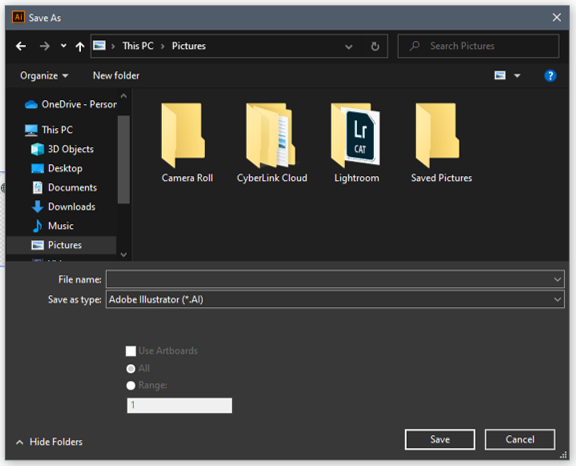 Ai Save As
This PC > Pictures
Search Pictures
Organize
New folder
OneDrive - Person
This PC
3D Objects
Desktop
Documents
Downloads
Music
Pictures
Lr
CAT
Camera Roll
CyberLink Cloud
Lightroom
Saved Pictures
File name:
Save as type: Adobe Illustrator (*.AI)
Use Artboards
All
Range:
1
Hide Folders
Save
Cancel